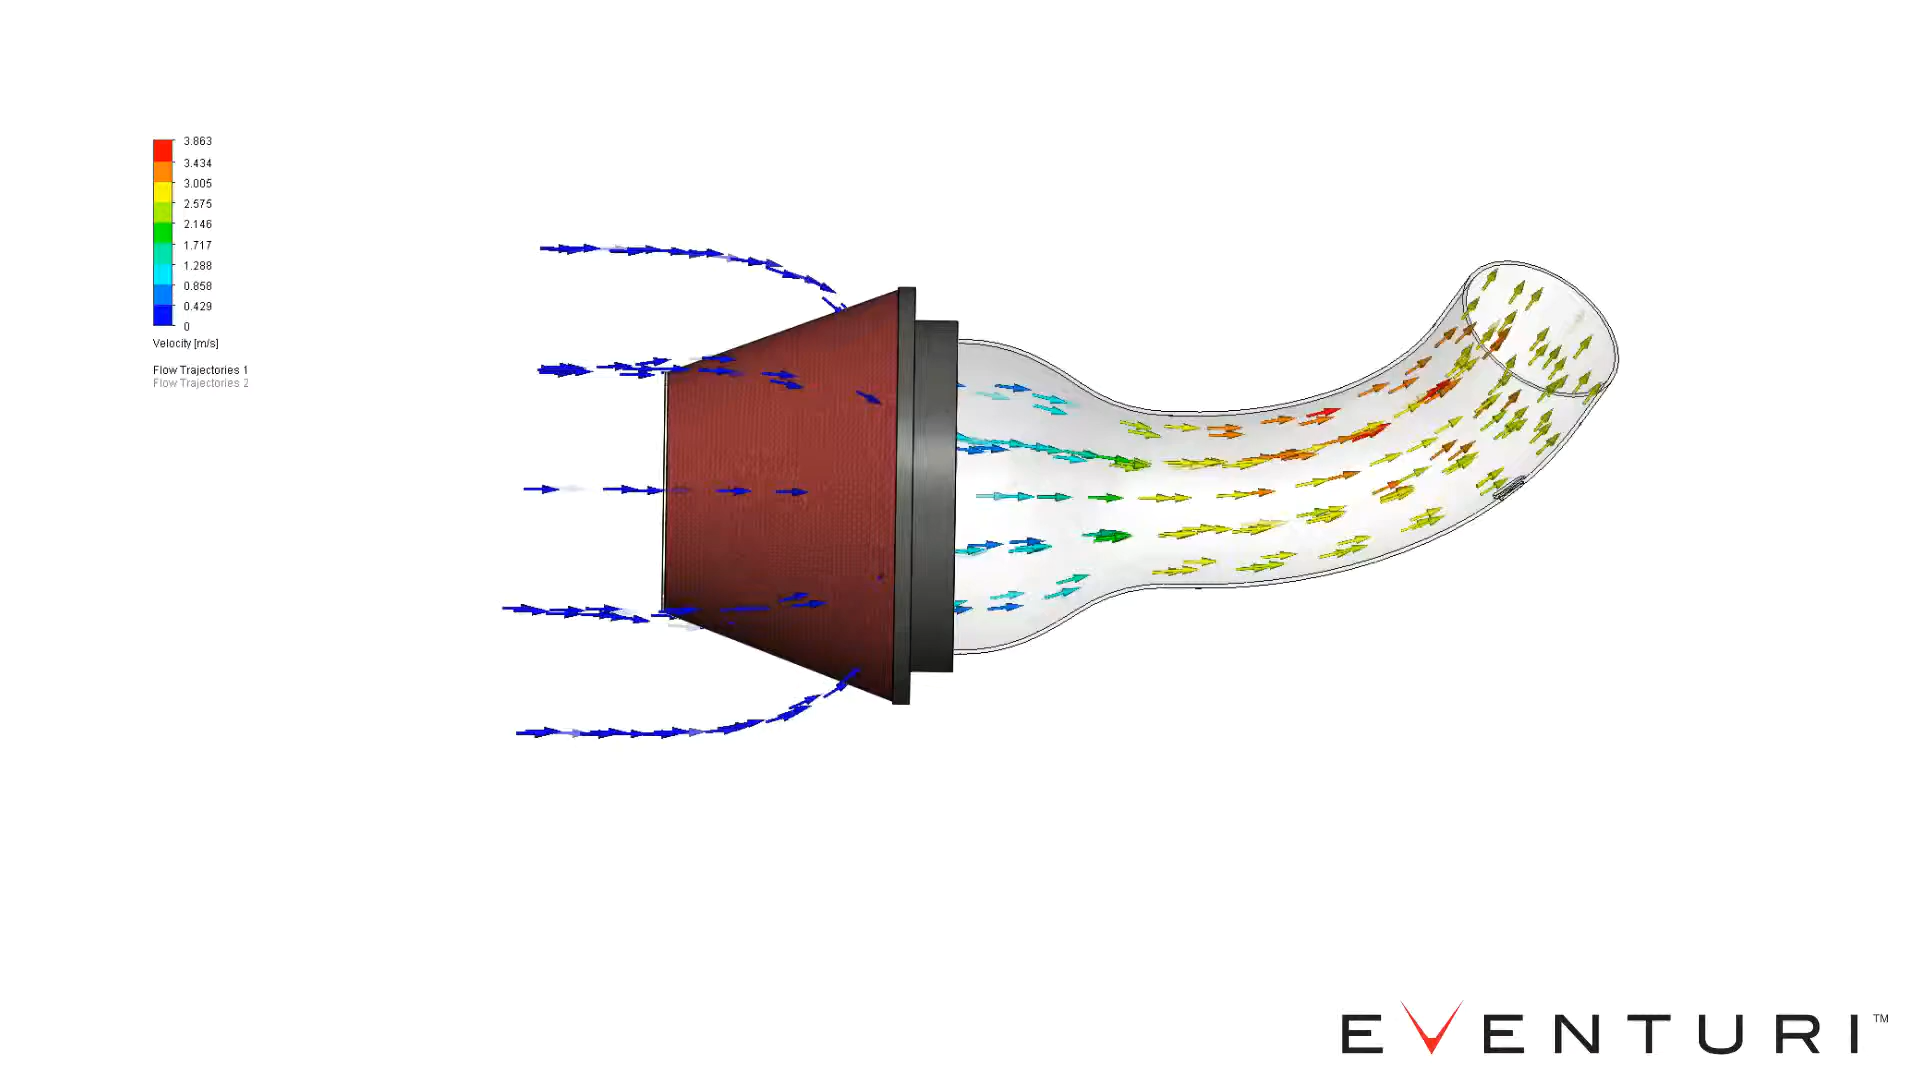 3.863
3.434
3.005
2.575
2.146
1.717
1.288
0.858
0.429
0
Velocity [m/s]
Flow Trajectories 1
Flow Trajectories 2
EVENTURI™